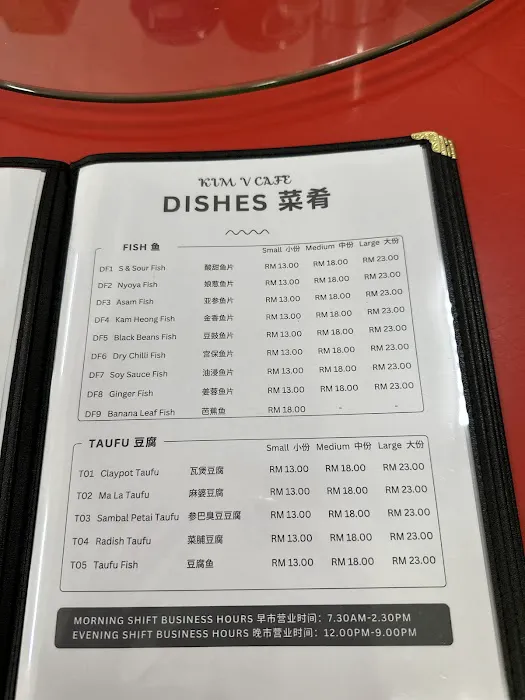 KIM V CAFE
DISHES 菜肴
FISH 鱼 Small 小份 Medium 中份 Large 大份
DF1 S & Sour Fish 酸甜鱼片 RM 13.00 RM 18.00 RM 23.00
DF2 Nyoya Fish 娘惹鱼片 RM 13.00 RM 18.00 RM 23.00
DF3 Asam Fish 亚参鱼片 RM 13.00 RM 18.00 RM 23.00
DF4 Kam Heong Fish 金香鱼片 RM 13.00 RM 18.00 RM 23.00
DF5 Black Beans Fish 豆豉鱼片 RM 13.00 RM 18.00 RM 23.00
DF6 Dry Chilli Fish 宫保鱼片 RM 13.00 RM 18.00 RM 23.00
DF7 Soy Sauce Fish 油浸鱼片 RM 13.00 RM 18.00 RM 23.00
DF8 Ginger Fish 姜蓉鱼片 RM 13.00 RM 18.00 RM 23.00
DF9 Banana Leaf Fish 芭蕉鱼 RM 18.00 - -
TAUFU 豆腐 Small 小份 Medium 中份 Large 大份
T01 Claypot Taufu 瓦煲豆腐 RM 13.00 RM 18.00 RM 23.00
T02 Ma La Taufu 麻婆豆腐 RM 13.00 RM 18.00 RM 23.00
T03 Sambal Petai Taufu 参巴臭豆豆腐 RM 13.00 RM 18.00 RM 23.00
T04 Radish Taufu 菜脯豆腐 RM 13.00 RM 18.00 RM 23.00
T05 Taufu Fish 豆腐鱼 RM 13.00 RM 18.00 RM 23.00
MORNING SHIFT BUSINESS HOURS 早市营业时间: 7.30AM-2.30PM
EVENING SHIFT BUSINESS HOURS 晚市营业时间: 12.00PM-9.00PM